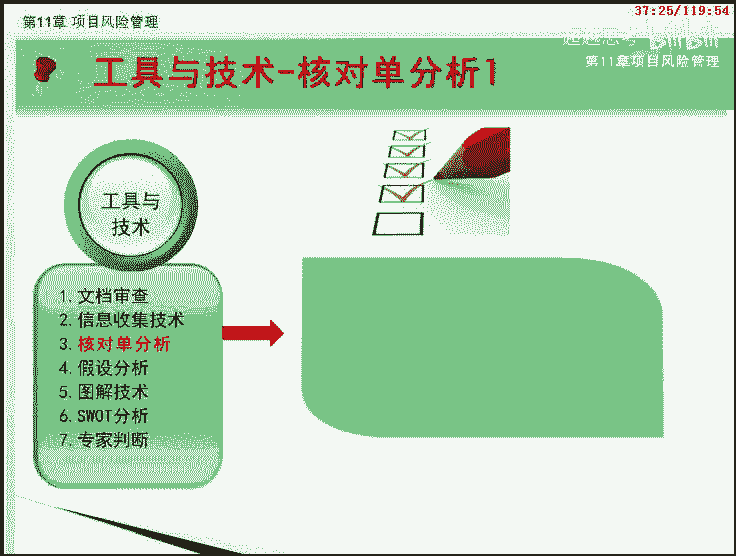 37:25/119:54
第11章 项目风险管理
bilibili
第11章项目风险管理
工具与技术-核对单分析1
工具与
技术
1.文档审查
2.信息收集技术
3.核对单分析
4.假设分析
5.图解技术
6.SWOT分析
7.专家判断